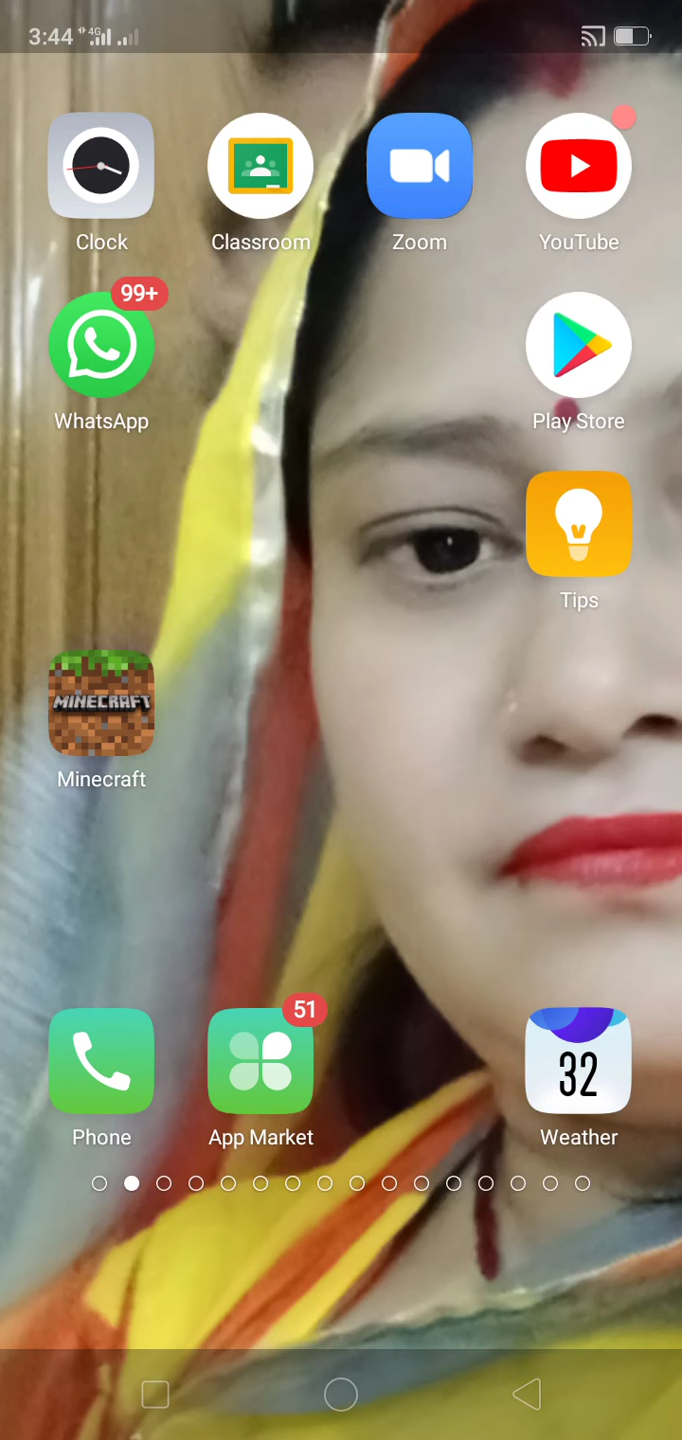 3:44 4G
Clock Classroom Zoom YouTube
99+
WhatsApp Play Store
Tips
MINECRAFT
Minecraft
51
32
Phone App Market Weather